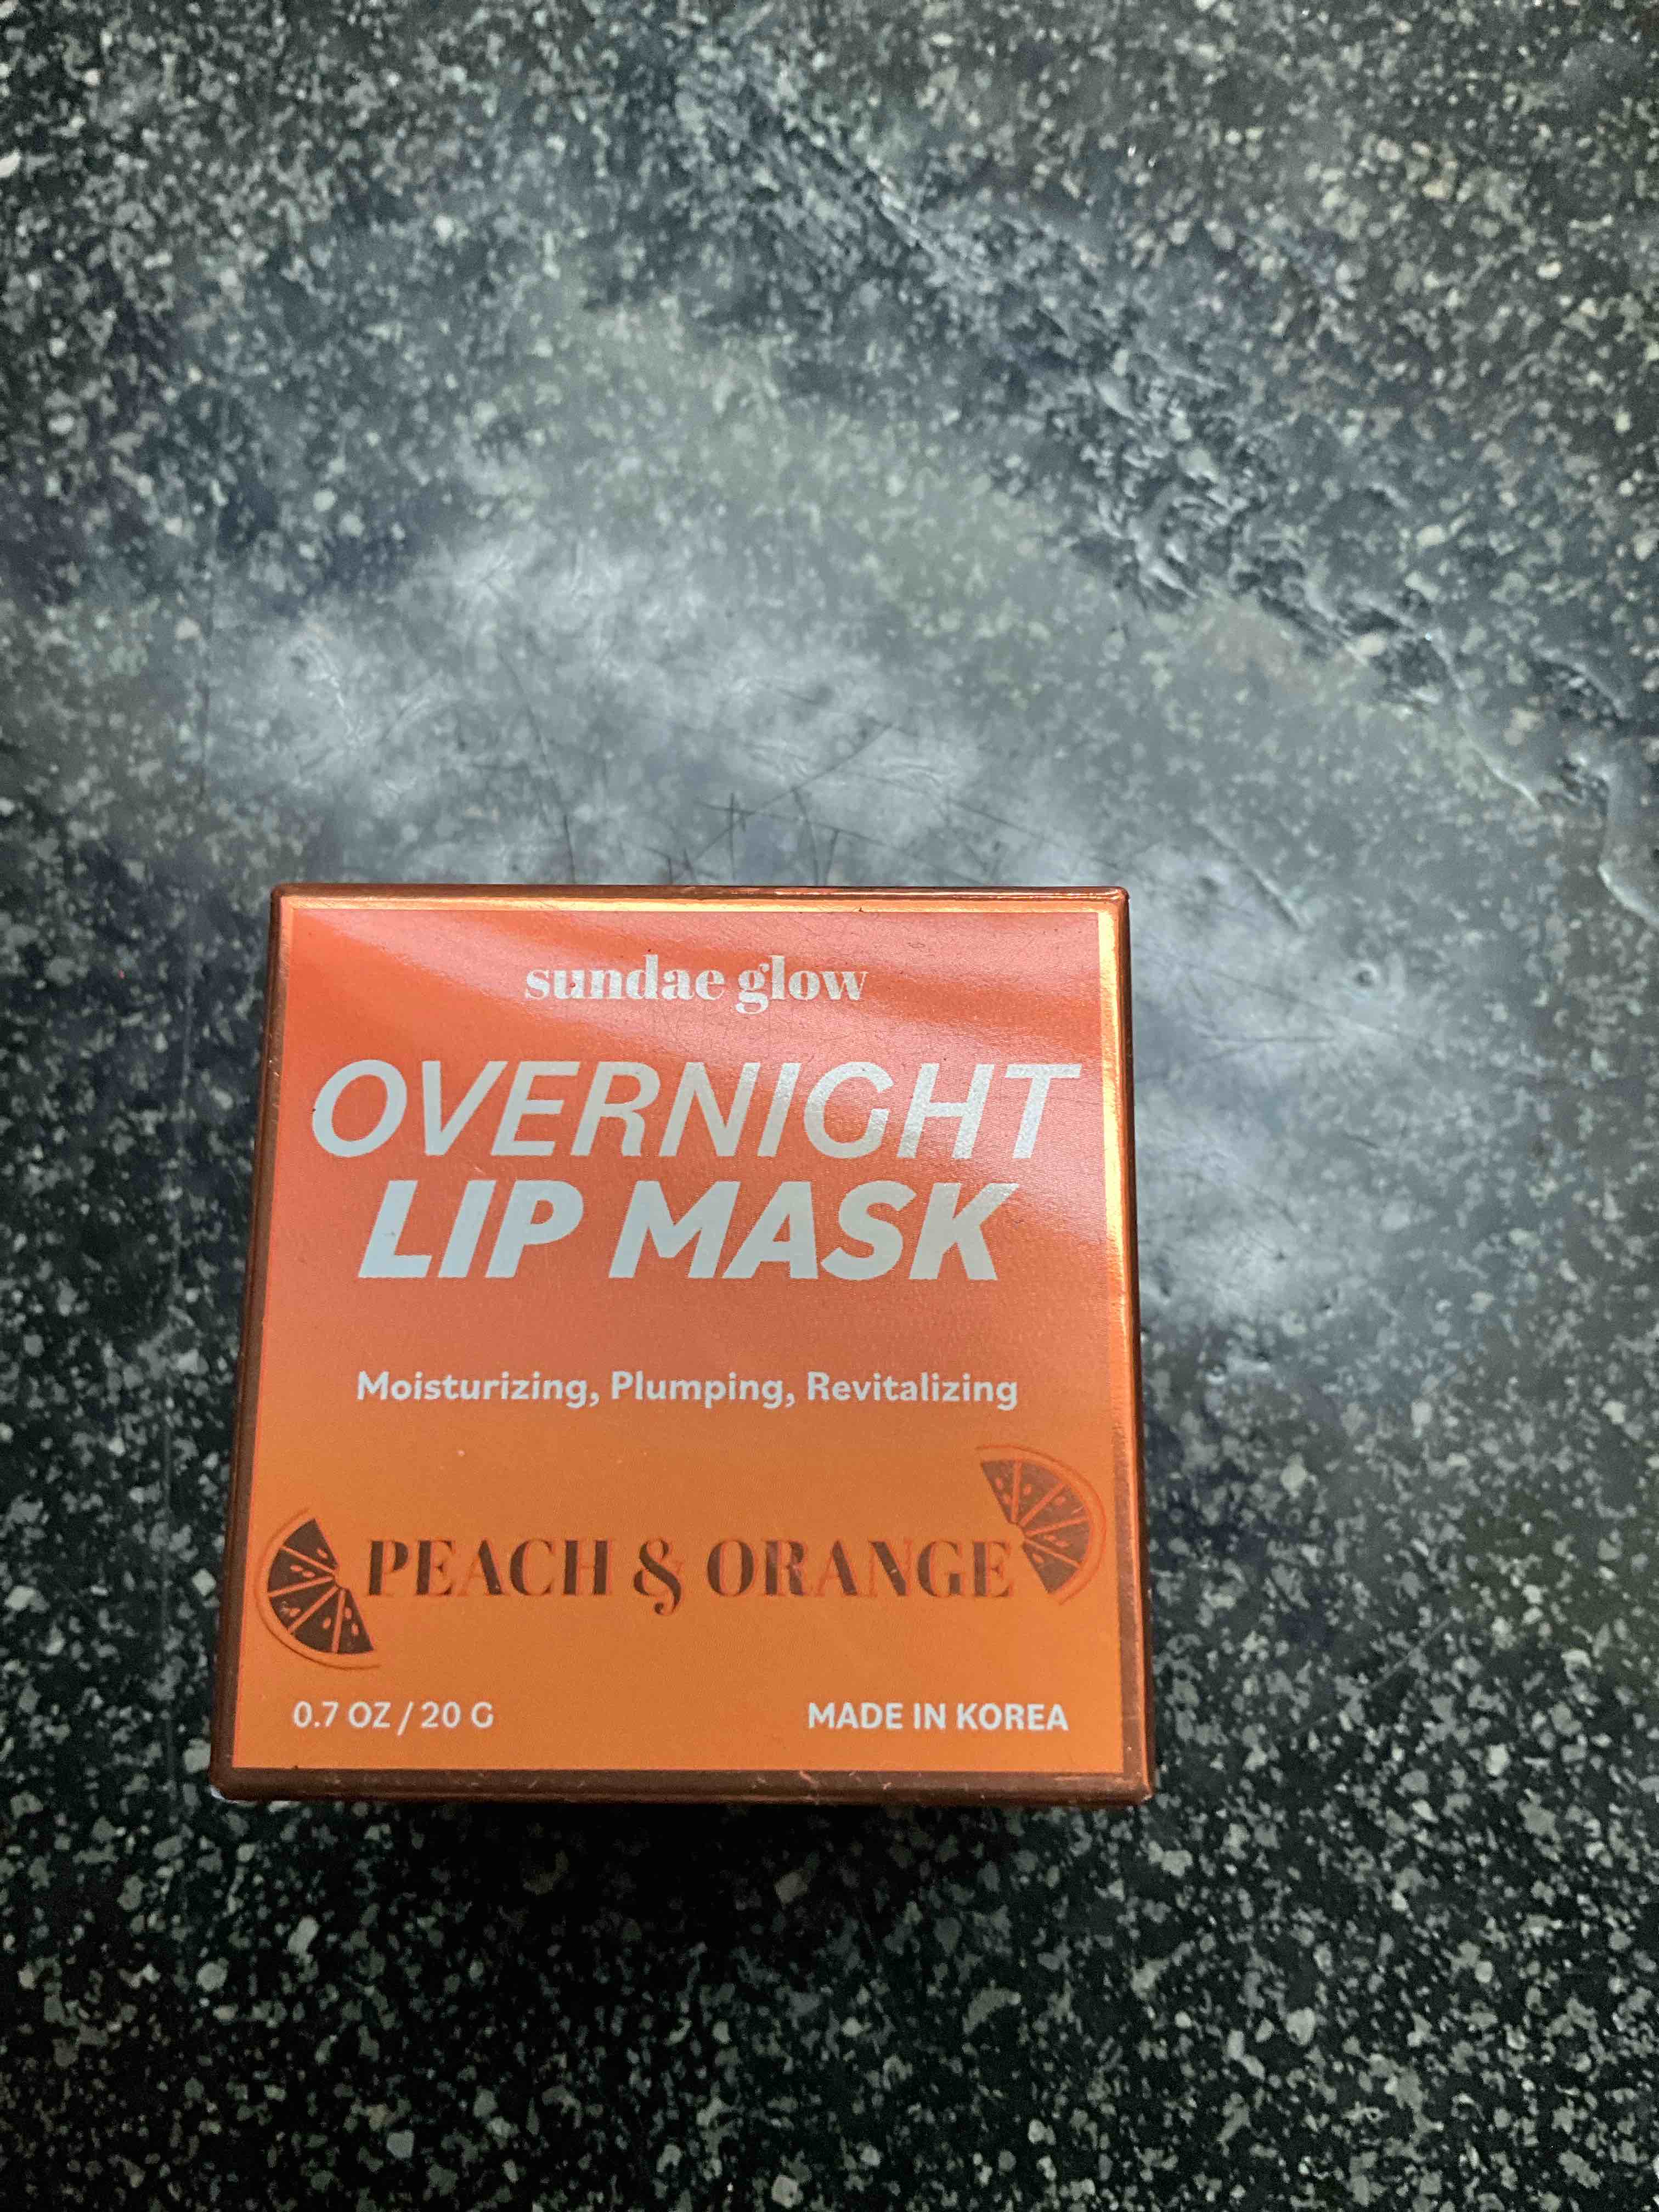 sundae glow
OVERNIGHT
LIP MASK
Moisturizing, Plumping, Revitalizing
PEACH & ORANGE
0.7 OZ / 20 G
MADE IN KOREA